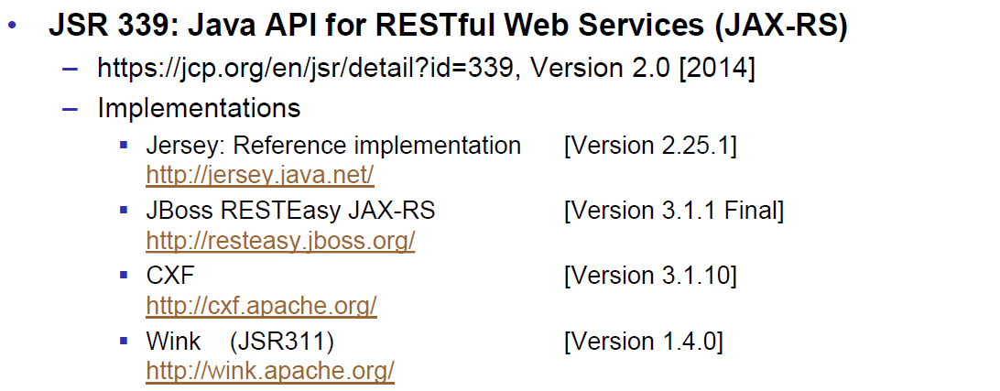 • JSR 339: Java API for RESTful Web Services (JAX-RS)
– https://jcp.org/en/jsr/detail?id=339, Version 2.0 [2014]
– Implementations
▪ Jersey: Reference implementation [Version 2.25.1]
http://jersey.java.net/
▪ JBoss RESTEasy JAX-RS [Version 3.1.1 Final]
http://resteasy.jboss.org/
▪ CXF [Version 3.1.10]
http://cxf.apache.org/
▪ Wink (JSR311) [Version 1.4.0]
http://wink.apache.org/